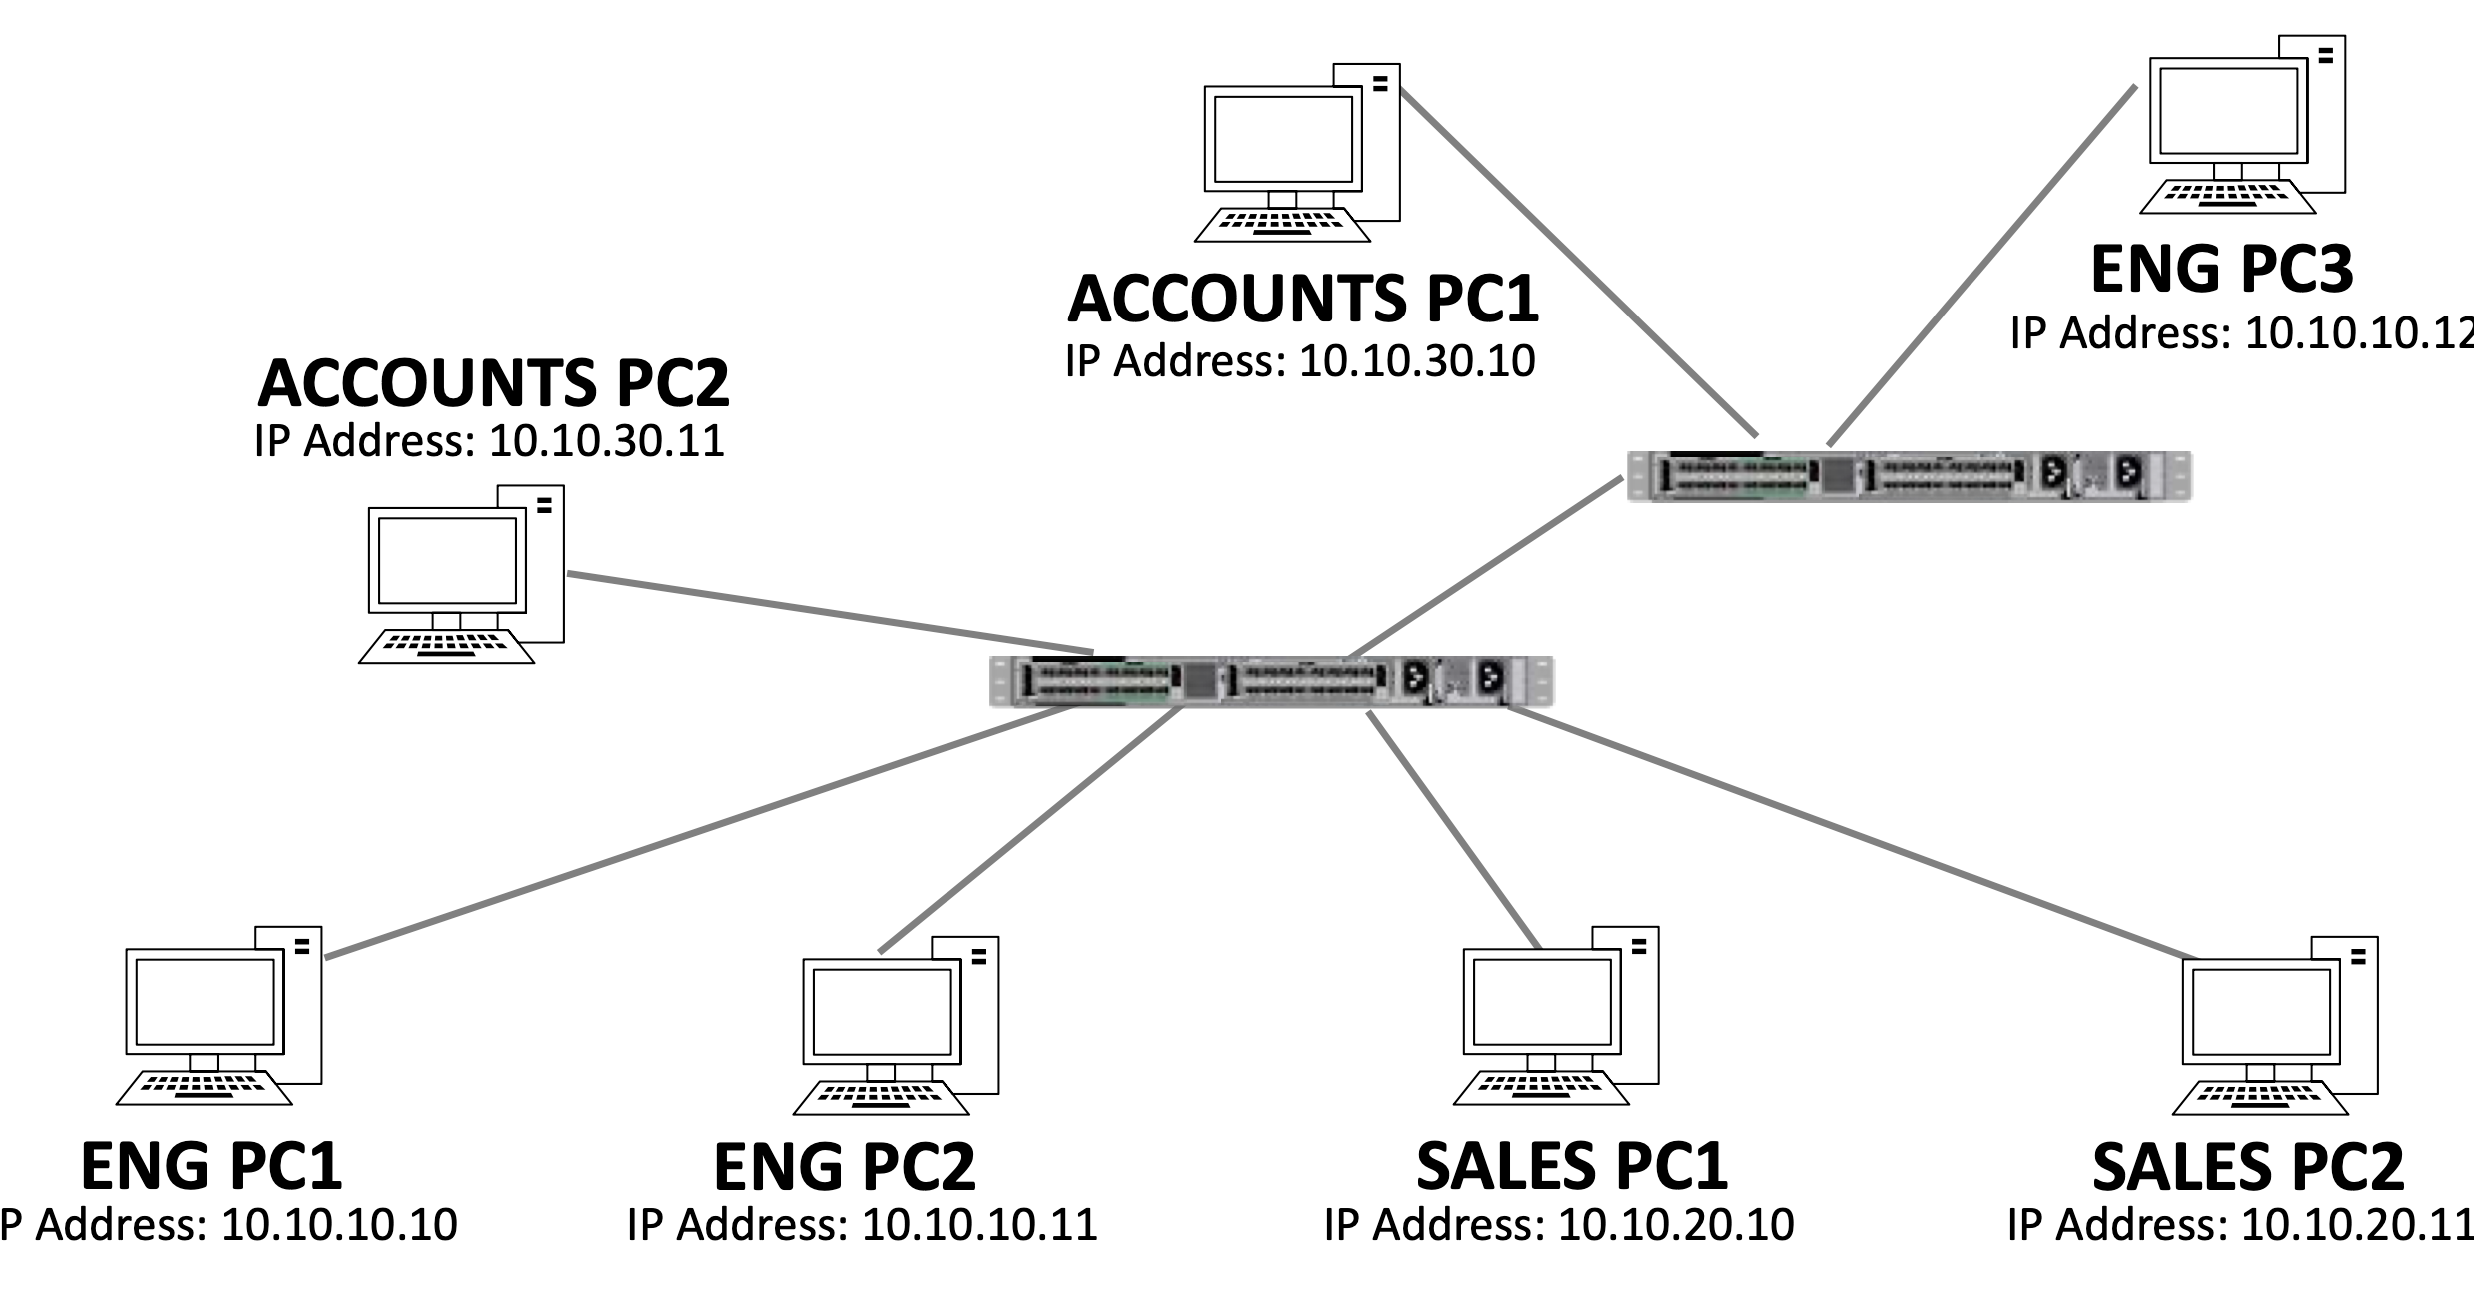 ACCOUNTS PC1
IP Address: 10.10.30.10
ENG PC3
IP Address: 10.10.10.12
ACCOUNTS PC2
IP Address: 10.10.30.11
ENG PC1
P Address: 10.10.10.10
ENG PC2
IP Address: 10.10.10.11
SALES PC1
IP Address: 10.10.20.10
SALES PC2
IP Address: 10.10.20.11